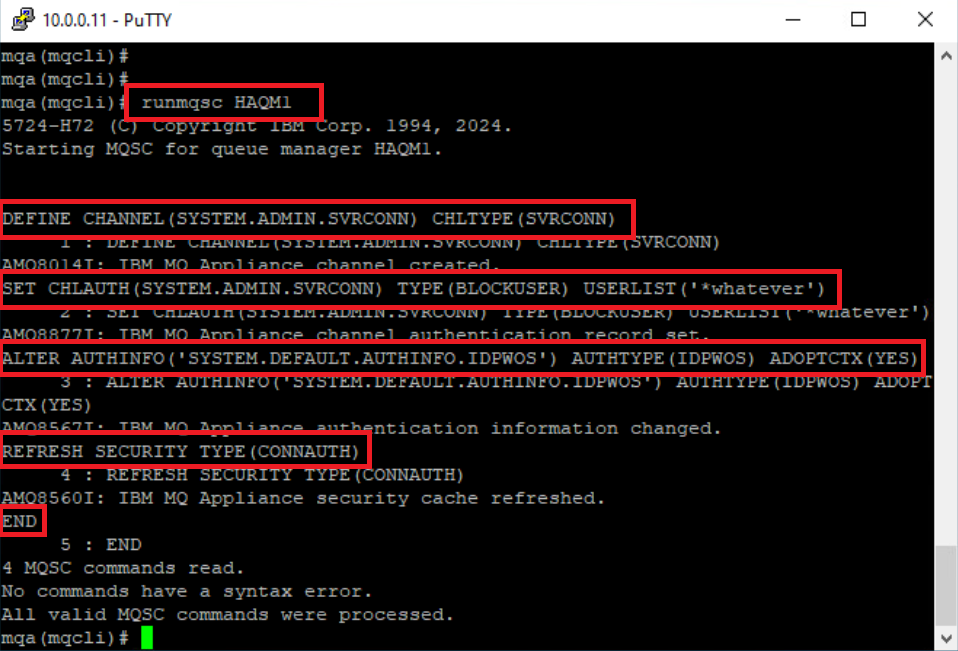 10.0.0.11 - PuTTY
mqa(mqcli)#
mqa(mqcli)#
mqa(mqcli)# runmqsc HAQM1
5724-H72 (C) Copyright IBM Corp. 1994, 2024.
Starting MQSC for queue manager HAQM1.
DEFINE CHANNEL(SYSTEM.ADMIN.SVRCONN) CHLTYPE(SVRCONN)
1 : DEFINE CHANNEL(SYSTEM.ADMIN.SVRCONN) CHLTYPE(SVRCONN)
AMQ8014I: IBM MQ Appliance channel created.
SET CHLAUTH(SYSTEM.ADMIN.SVRCONN) TYPE(BLOCKUSER) USERLIST('*whatever')
2 : SET CHLAUTH(SYSTEM.ADMIN.SVRCONN) TYPE(BLOCKUSER) USERLIST('*whatever')
AMQ8877I: IBM MQ Appliance channel authentication record set.
ALTER AUTHINFO('SYSTEM.DEFAULT.AUTHINFO.IDPWOS') AUTHTYPE(IDPWOS) ADOPTCTX(YES)
3 : ALTER AUTHINFO('SYSTEM.DEFAULT.AUTHINFO.IDPWOS') AUTHTYPE(IDPWOS) ADOPT
CTX(YES)
AMQ8567I: IBM MQ Appliance authentication information changed.
REFRESH SECURITY TYPE(CONNAUTH)
4 : REFRESH SECURITY TYPE(CONNAUTH)
AMQ8560I: IBM MQ Appliance security cache refreshed.
END
5 : END
4 MQSC commands read.
No commands have a syntax error.
All valid MQSC commands were processed.
mqa(mqcli)#